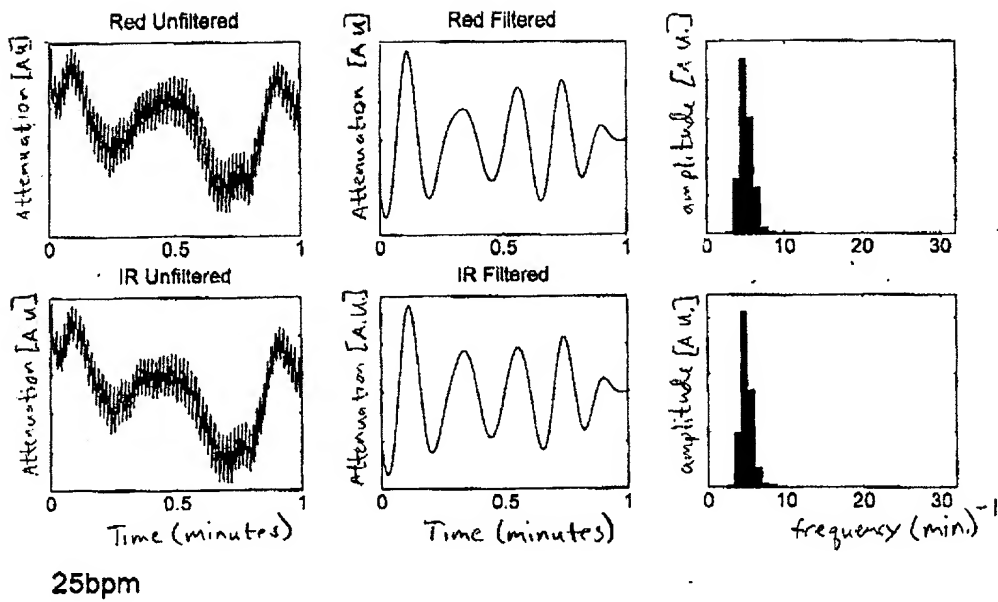 Red Unfiltered
Red Filtered
Attenuation [A U]
Attenuation [A U]
amplitude [A U.]
0 0.5 1
0 0.5 1
0 10 20 30
IR Unfiltered
IR Filtered
Attenuation [A U.]
Attenuation [A.U.]
amplitude [A U.]
0 0.5 1
0 0.5 1
0 10 20 30
Time (minutes)
Time (minutes)
frequency (min.)⁻¹
25bpm